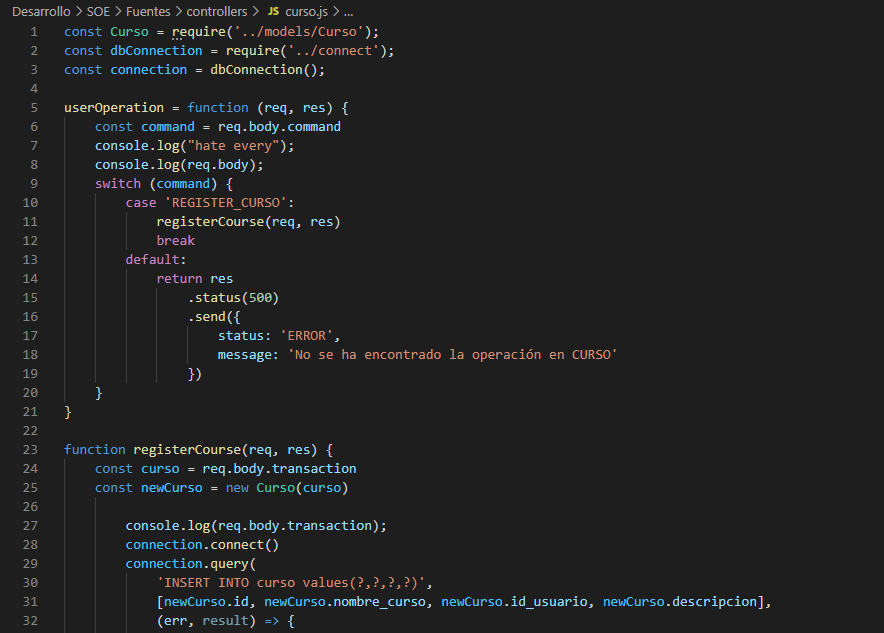 Desarrollo > SOE > Fuentes > controllers > JS curso.js > ...
1 const Curso = require('../models/Curso');
2 const dbConnection = require('../connect');
3 const connection = dbConnection();
4
5 userOperation = function (req, res) {
6     const command = req.body.command
7     console.log("hate every");
8     console.log(req.body);
9     switch (command) {
10         case 'REGISTER_CURSO':
11             registerCourse(req, res)
12             break
13         default:
14             return res
15                 .status(500)
16                 .send({
17                     status: 'ERROR',
18                     message: 'No se ha encontrado la operación en CURSO'
19                 })
20     }
21 }
22
23 function registerCourse(req, res) {
24     const curso = req.body.transaction
25     const newCurso = new Curso(curso)
26
27         console.log(req.body.transaction);
28         connection.connect()
29         connection.query(
30             'INSERT INTO curso values(?,?,?,?)',
31             [newCurso.id, newCurso.nombre_curso, newCurso.id_usuario, newCurso.descripcion],
32             (err, result) => {